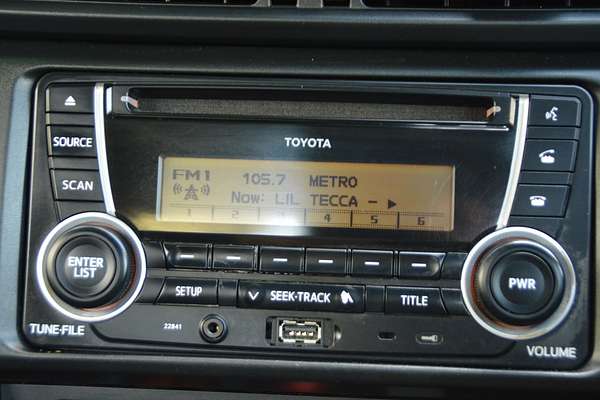 TOYOTA
SOURCE
SCAN
FM1 105.7 METRO
Now: LIL TECCA -
1 2 3 4 5 6
ENTER
LIST
PWR
SETUP
SEEK•TRACK
TITLE
TUNE•FILE
22841
VOLUME